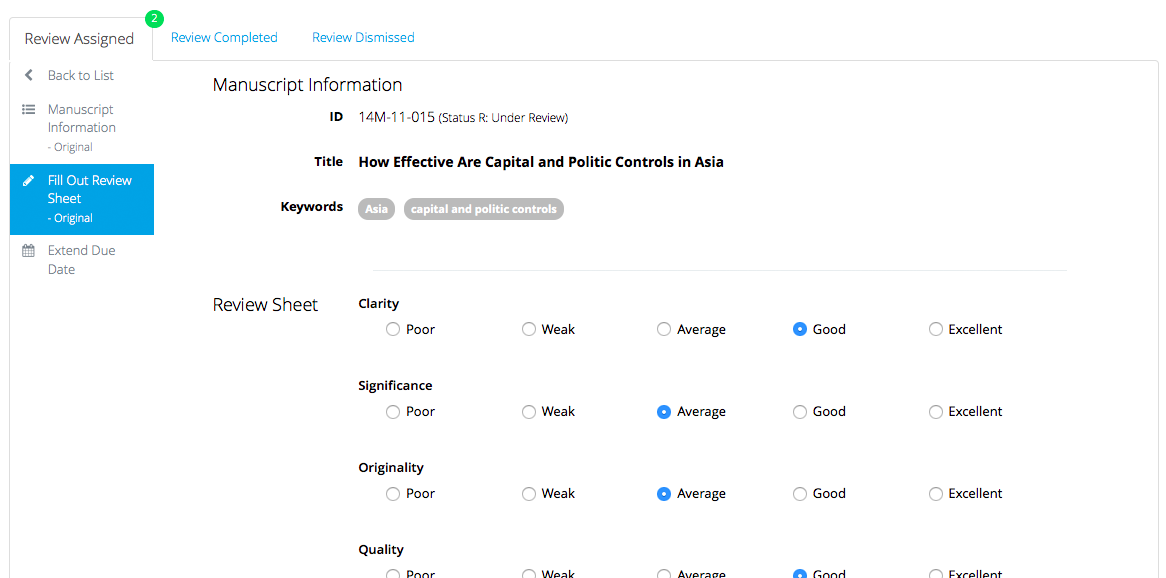 2
Review Assigned
Review Completed
Review Dismissed
Back to List
Manuscript
Information
- Original
Fill Out Review
Sheet
- Original
Extend Due
Date
Manuscript Information
ID 14M-11-015 (Status R: Under Review)
Title How Effective Are Capital and Politic Controls in Asia
Keywords Asia capital and politic controls
Review Sheet
Clarity
Poor Weak Average Good Excellent
Significance
Poor Weak Average Good Excellent
Originality
Poor Weak Average Good Excellent
Quality
Poor Weak Average Good Excellent